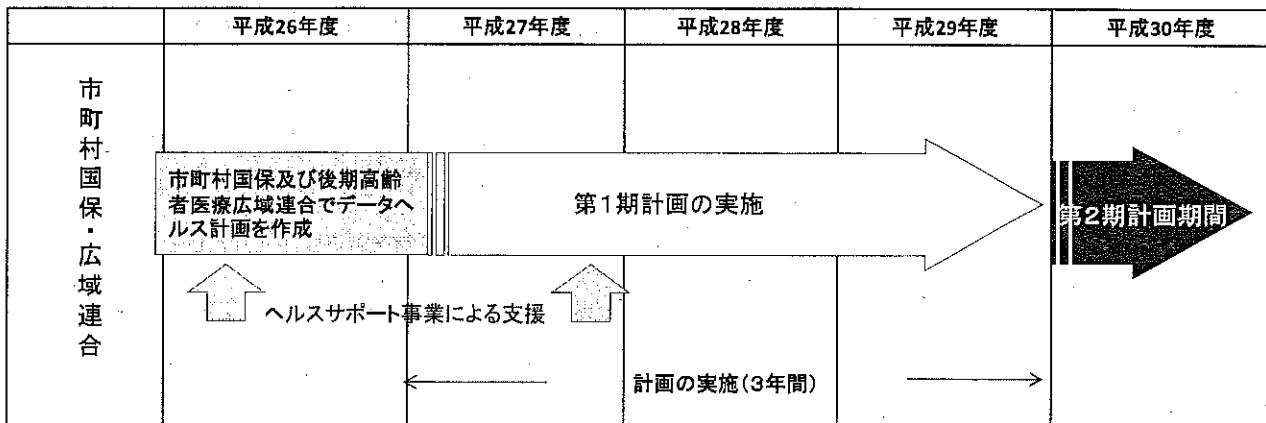 平成26年度
平成27年度
平成28年度
平成29年度
平成30年度
市町村国保・広域連合
市町村国保及び後期高齢
者医療広域連合でデータヘ
ルス計画を作成
第1期計画の実施
第2期計画期間
ヘルスサポート事業による支援
計画の実施(3年間)